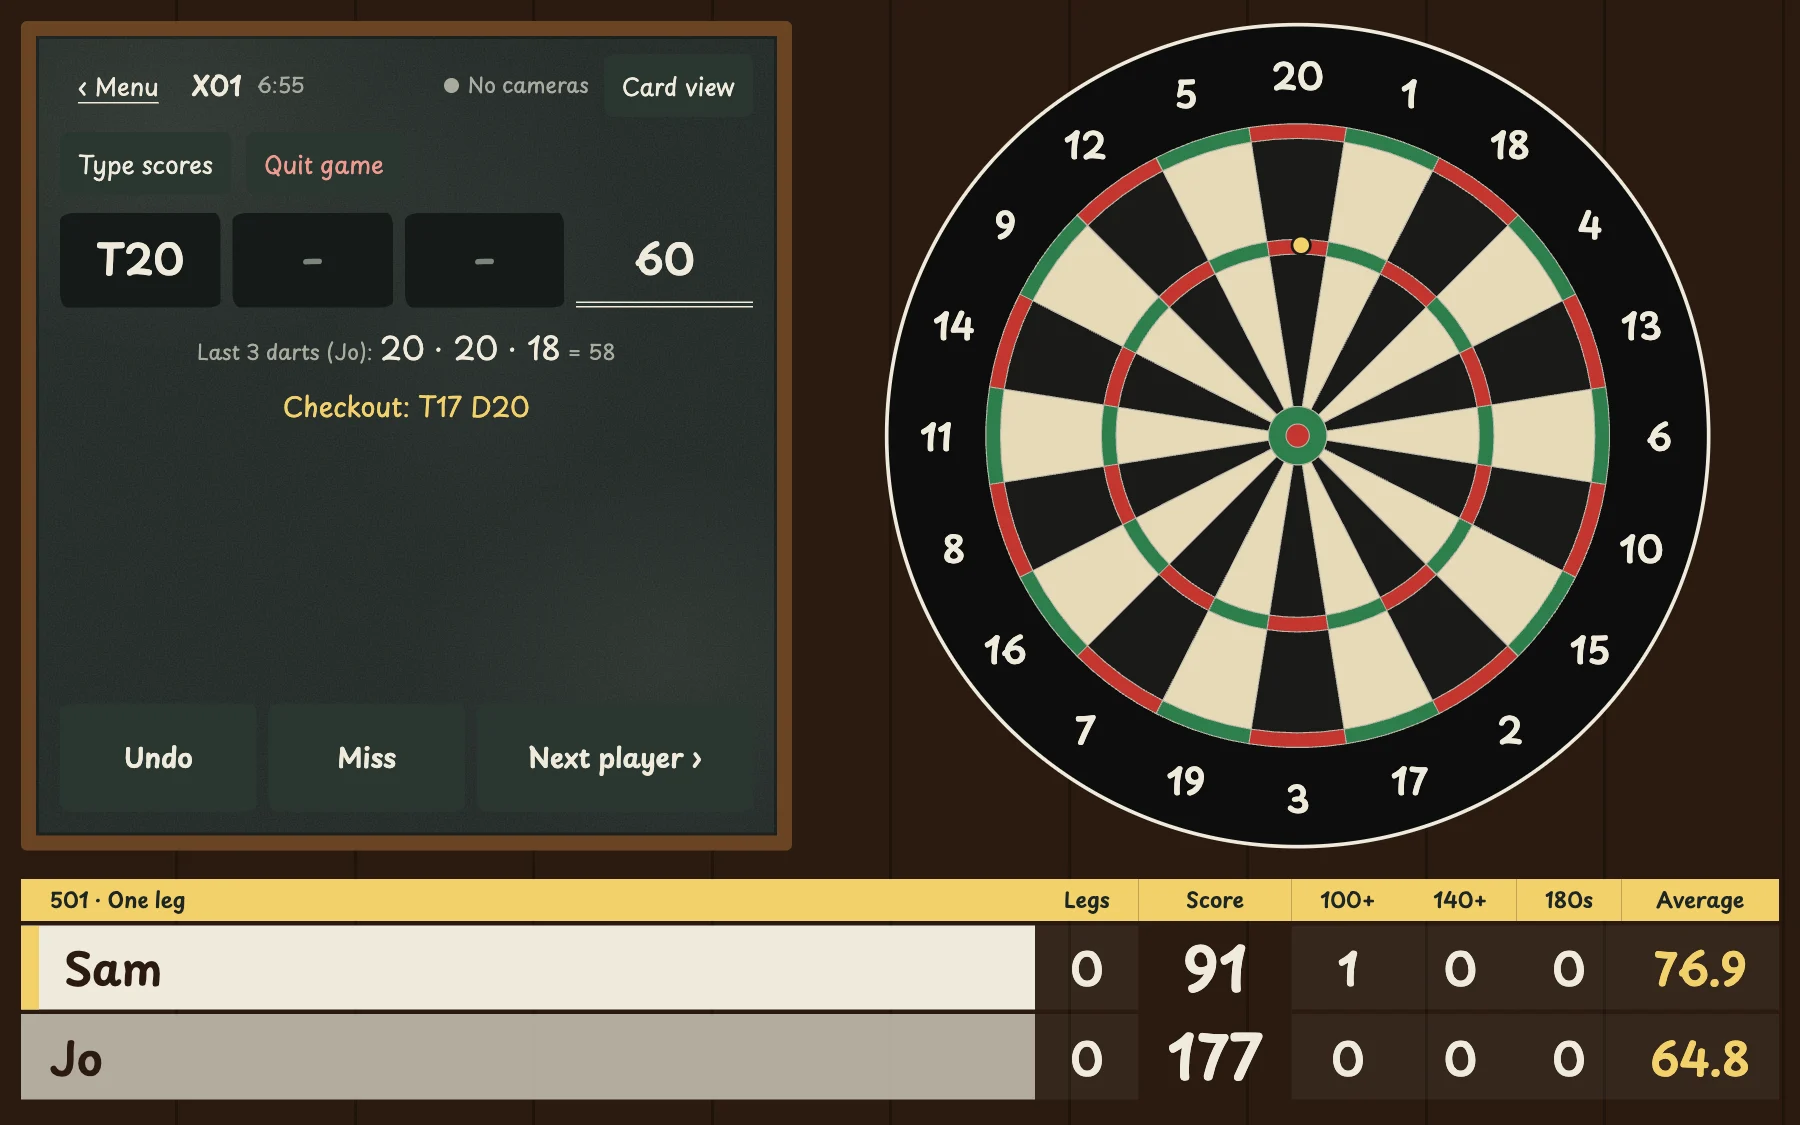 ‹ Menu X01 6:55 No cameras Card view
Type scores Quit game
T20 - - 60
Last 3 darts (Jo): 20 · 20 · 18 = 58
Checkout: T17 D20
Undo Miss Next player ›
20
5 1
12 18
9 4
14 13
11 6
8 10
16 15
7 2
19 17
3
501 · One leg Legs Score 100+ 140+ 180s Average
Sam 0 91 1 0 0 76.9
Jo 0 177 0 0 0 64.8